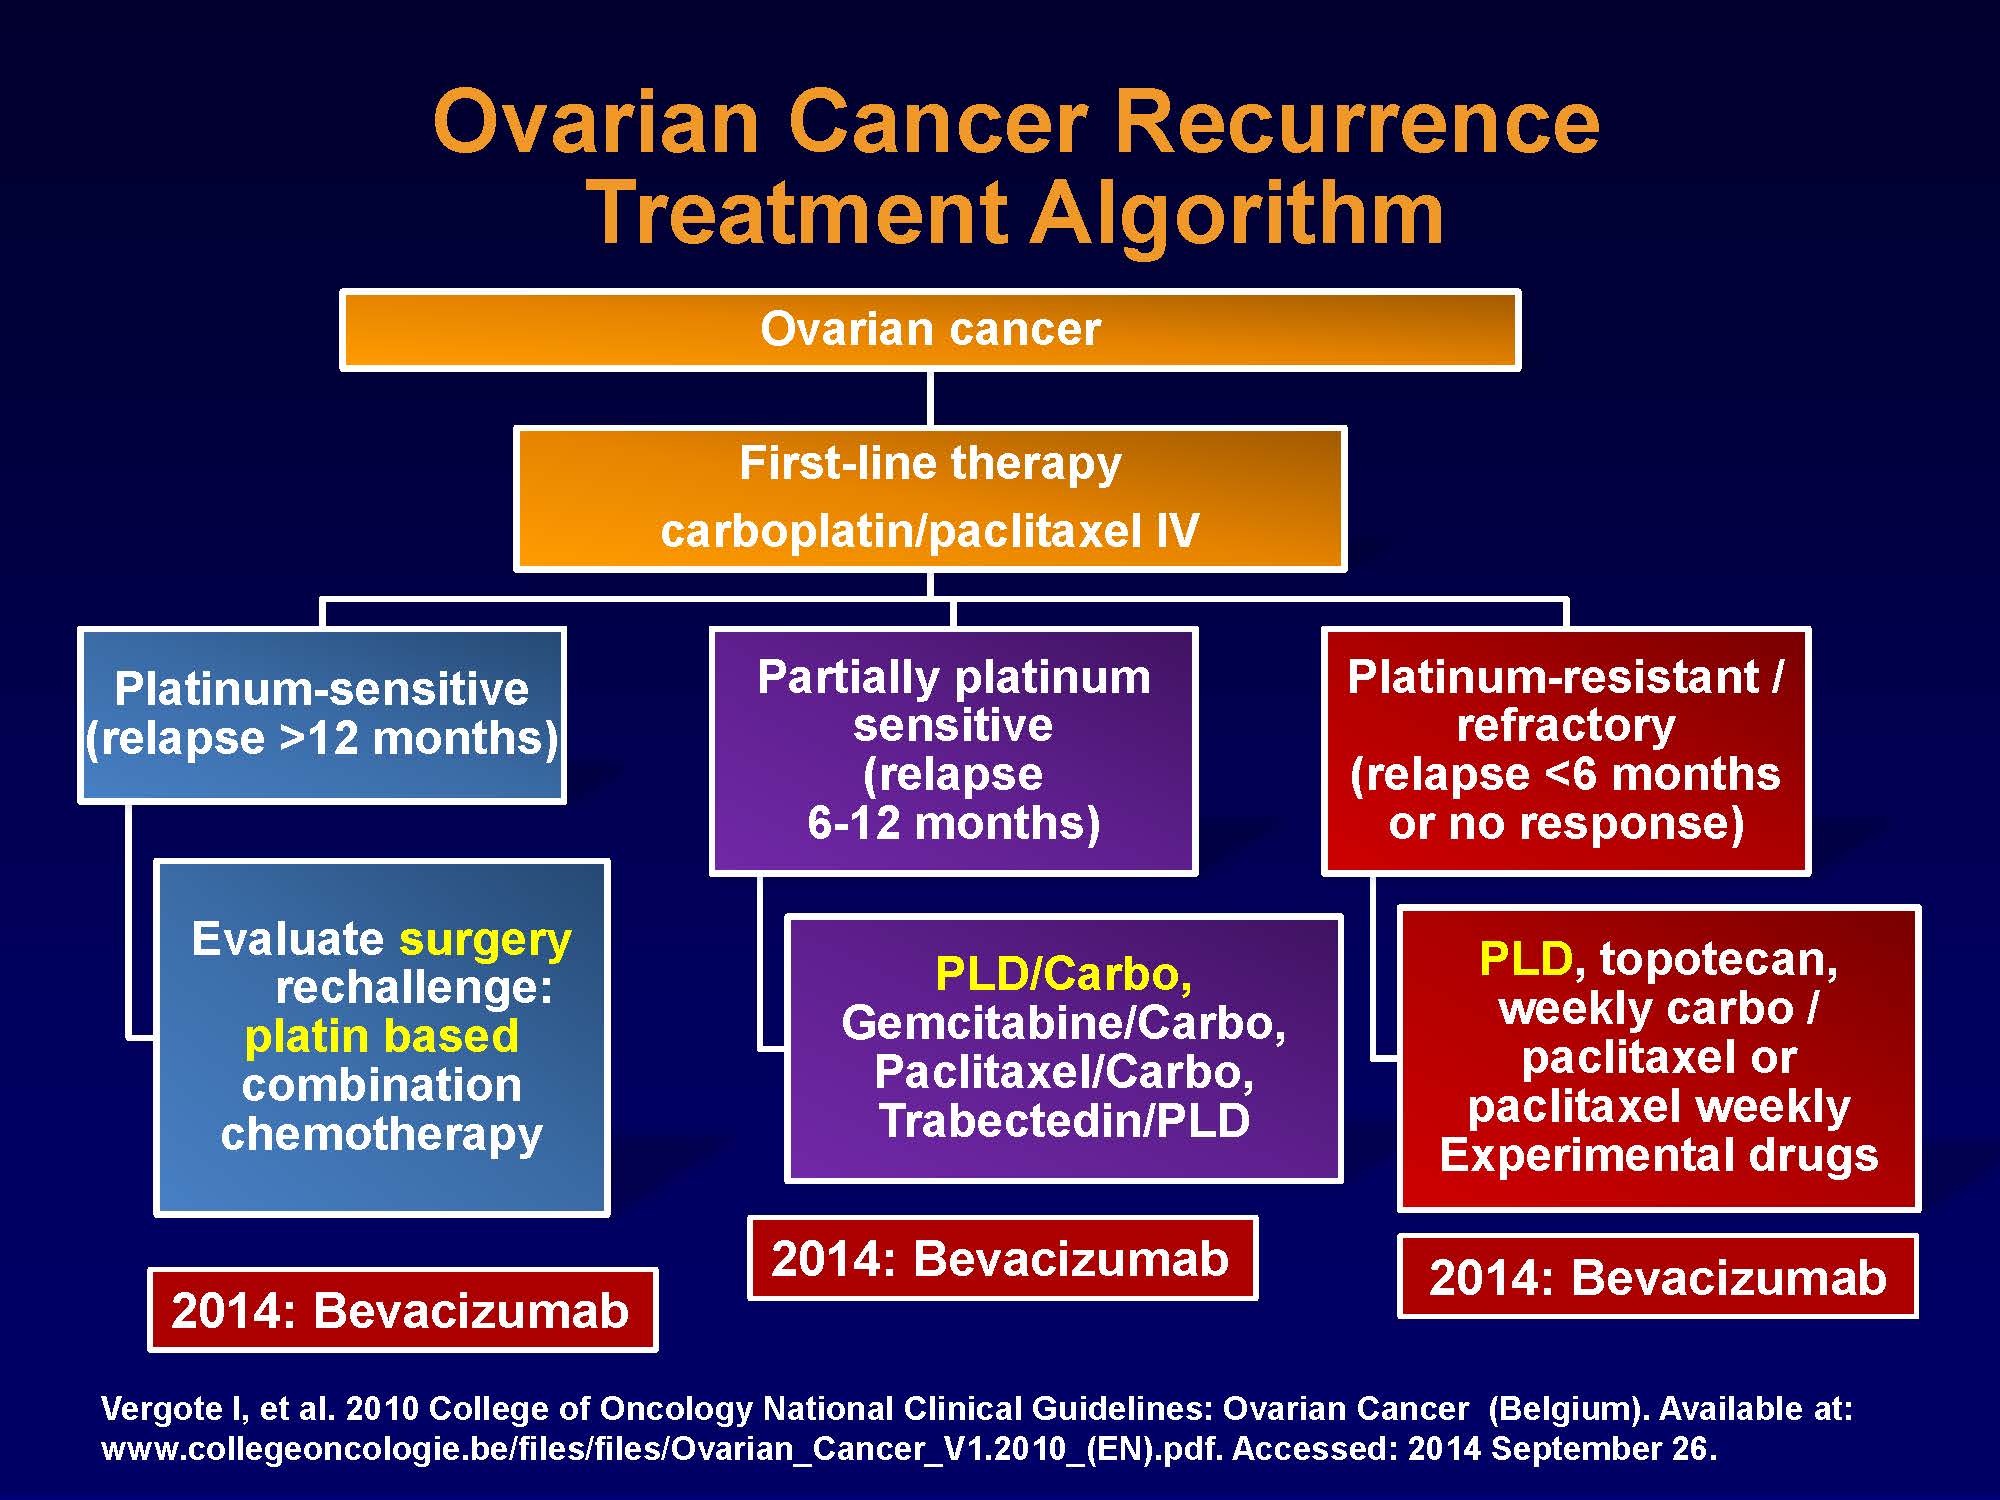 Ovarian Cancer Recurrence
Treatment Algorithm
Ovarian cancer
First-line therapy
carboplatin/paclitaxel IV
Platinum-sensitive
(relapse >12 months)
Evaluate surgery
rechallenge:
platin based
combination
chemotherapy
2014: Bevacizumab
Partially platinum
sensitive
(relapse
6-12 months)
PLD/Carbo,
Gemcitabine/Carbo,
Paclitaxel/Carbo,
Trabectedin/PLD
2014: Bevacizumab
Platinum-resistant /
refractory
(relapse <6 months
or no response)
PLD, topotecan,
weekly carbo /
paclitaxel or
paclitaxel weekly
Experimental drugs
2014: Bevacizumab
Vergote I, et al. 2010 College of Oncology National Clinical Guidelines: Ovarian Cancer  (Belgium). Available at:
www.collegeoncologie.be/files/files/Ovarian_Cancer_V1.2010_(EN).pdf. Accessed: 2014 September 26.